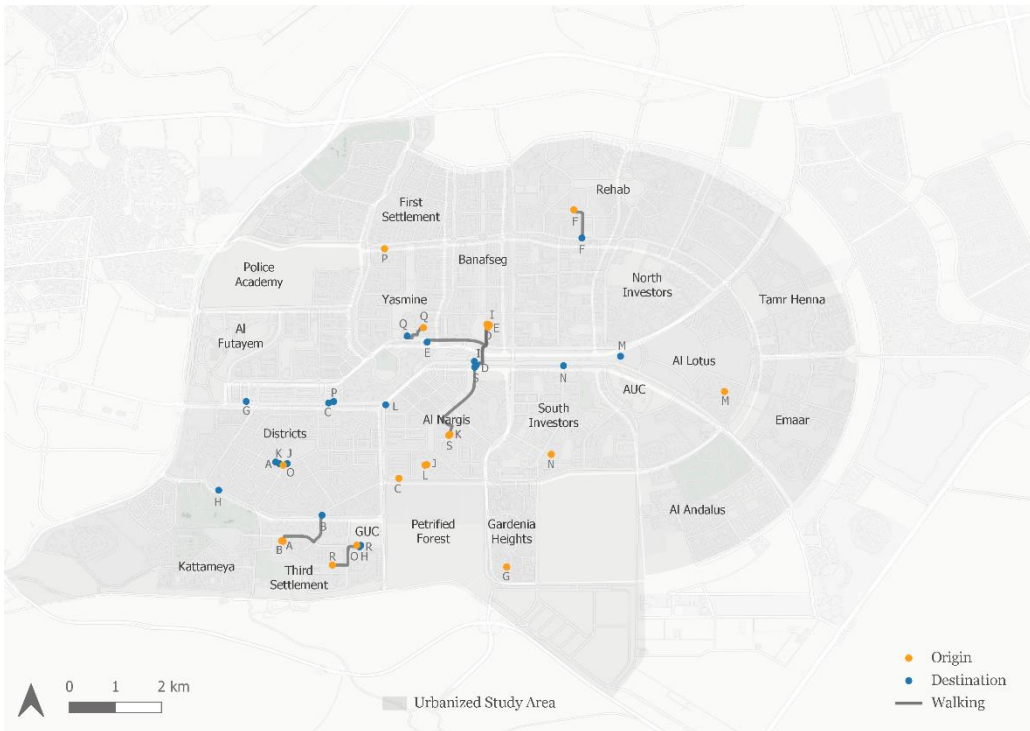 Rehab
First
Settlement
F
F
P
Banafseg
Police
Academy
North
Investors
Tamr Henna
Yasmine
Q
Q
I
E
D
Al
Futayem
E
M
I
D
S
N
Al Lotus
AUC
M
P
G
C
L
Al Nargis
K
S
South
Investors
Emaar
Districts
K
J
A
O
J
L
N
C
H
Al Andalus
B
GUC
Petrified
Forest
Gardenia
Heights
B
A
R
O
R
H
Kattameya
Third
Settlement
G
Origin
0
1
2 km
Destination
Urbanized Study Area
Walking